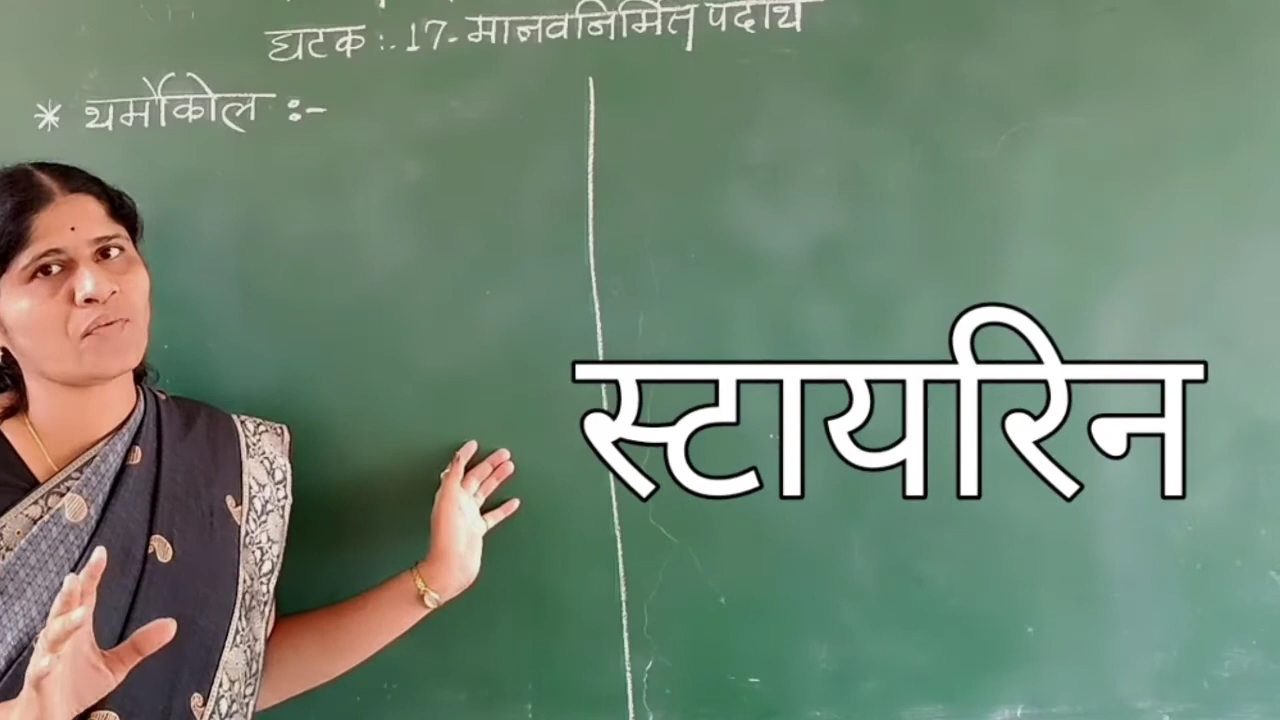 घटक :- 17- मानवनिर्मित पदार्थ
* थर्मोकोल :-
स्टायरिन